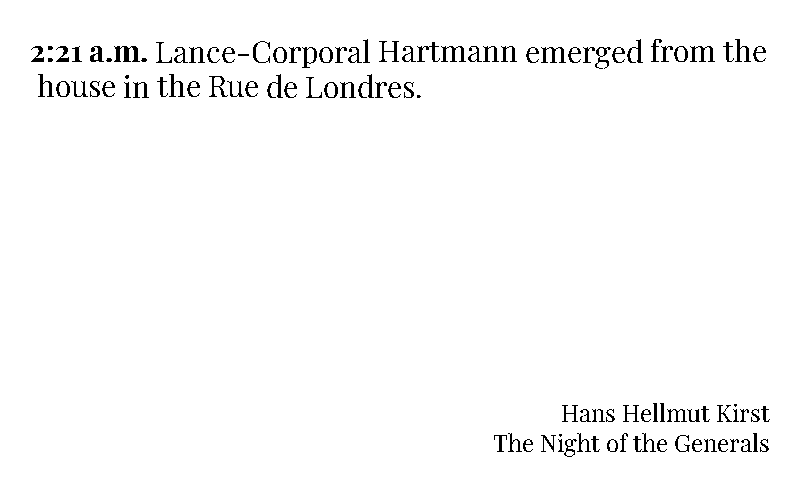 2:21 a.m. Lance-Corporal Hartmann emerged from the
house in the Rue de Londres.
Hans Hellmut Kirst
The Night of the Generals